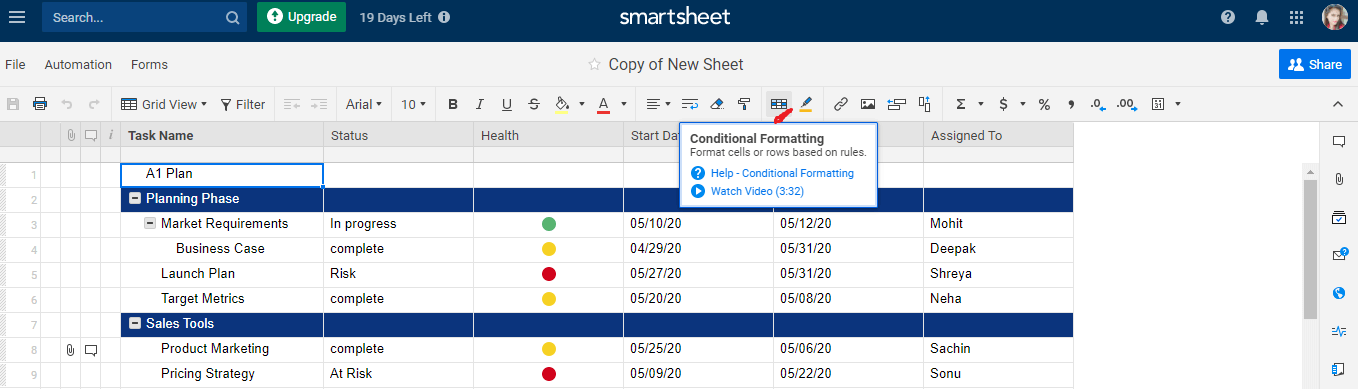 Search...
Upgrade
19 Days Left
smartsheet
File Automation Forms
Copy of New Sheet
Share
Grid View Filter Arial 10 B I U S A Σ $ % , .0 .00 31
Task Name Status Health Start Da Assigned To
Conditional Formatting
Format cells or rows based on rules.
Help - Conditional Formatting
Watch Video (3:32)
1 A1 Plan
2 Planning Phase
3 Market Requirements In progress 05/10/20 05/12/20 Mohit
4 Business Case complete 04/29/20 05/31/20 Deepak
5 Launch Plan Risk 05/27/20 05/31/20 Shreya
6 Target Metrics complete 05/20/20 05/08/20 Neha
7 Sales Tools
8 Product Marketing complete 05/25/20 05/06/20 Sachin
9 Pricing Strategy At Risk 05/09/20 05/22/20 Sonu